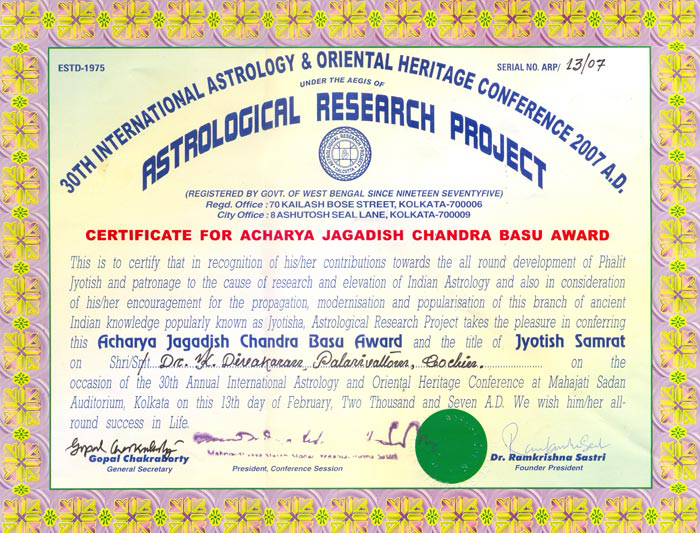 ESTD-1975
SERIAL NO. ARP/ 13/07
30TH INTERNATIONAL ASTROLOGY & ORIENTAL HERITAGE CONFERENCE 2007 A.D.
UNDER THE AEGIS OF
ASTROLOGICAL RESEARCH PROJECT
(REGISTERED BY GOVT. OF WEST BENGAL SINCE NINETEEN SEVENTYFIVE)
Regd. Office : 70 KAILASH BOSE STREET, KOLKATA-700006
City Office : 8 ASHUTOSH SEAL LANE, KOLKATA-700009
CERTIFICATE FOR ACHARYA JAGADISH CHANDRA BASU AWARD
This is to certify that in recognition of his/her contributions towards the all round development of Phalit
Jyotish and patronage to the cause of research and elevation of Indian Astrology and also in consideration
of his/her encouragement for the propagation, modernisation and popularisation of this branch of ancient
Indian knowledge popularly known as Jyotisha, Astrological Research Project takes the pleasure in conferring
this Acharya Jagadish Chandra Basu Award and the title of Jyotish Samrat
on Shri/Smt. Dr. K. Divakaran, Palarivattom, Cochin. on the
occasion of the 30th Annual International Astrology and Oriental Heritage Conference at Mahajati Sadan
Auditorium, Kolkata on this 13th day of February, Two Thousand and Seven A.D. We wish him/her all-
round success in Life.
Gopal Chakraborty
Gopal Chakraborty
General Secretary
President, Conference Session
Dr. Ramkrishna Sastri
Founder President